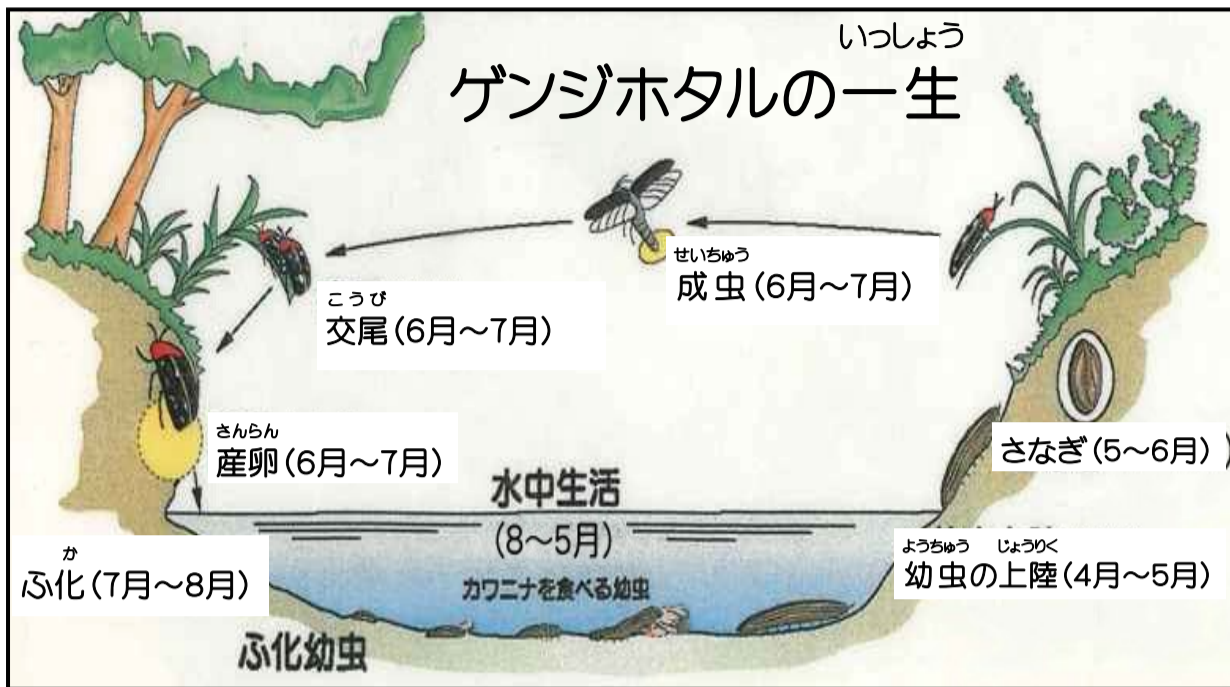 いっしょう
ゲンジホタルの一生
せいちゅう
成虫(6月～7月)
こうび
交尾(6月～7月)
さんらん
産卵(6月～7月)
さなぎ(5～6月)
水中生活
(8～5月)
ようちゅう じょうりく
幼虫の上陸(4月～5月)
か
ふ化(7月～8月)
カワニナを食べる幼虫
ふ化幼虫